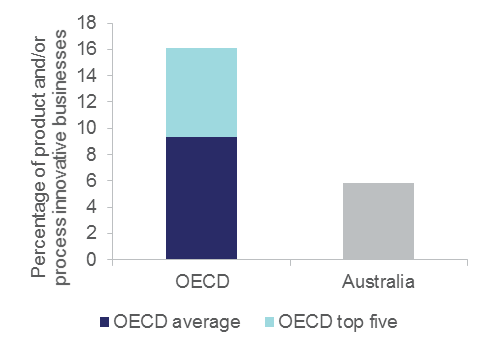 Percentage of product and/or
process innovative businesses
18
16
14
12
10
8
6
4
2
0
OECD
Australia
OECD average
OECD top five